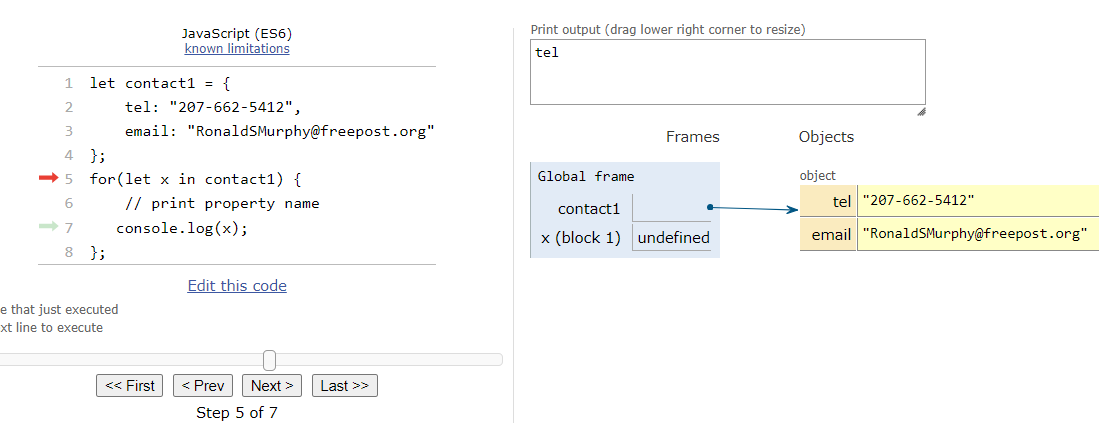 JavaScript (ES6)
known limitations
1 let contact1 = {
2     tel: "207-662-5412",
3     email: "RonaldSMurphy@freepost.org"
4 };
5 for(let x in contact1) {
6     // print property name
7    console.log(x);
8 };
Edit this code
e that just executed
xt line to execute
<< First < Prev Next > Last >>
Step 5 of 7
Print output (drag lower right corner to resize)
tel
Frames Objects
Global frame
contact1
x (block 1) undefined
object
tel "207-662-5412"
email "RonaldSMurphy@freepost.org"